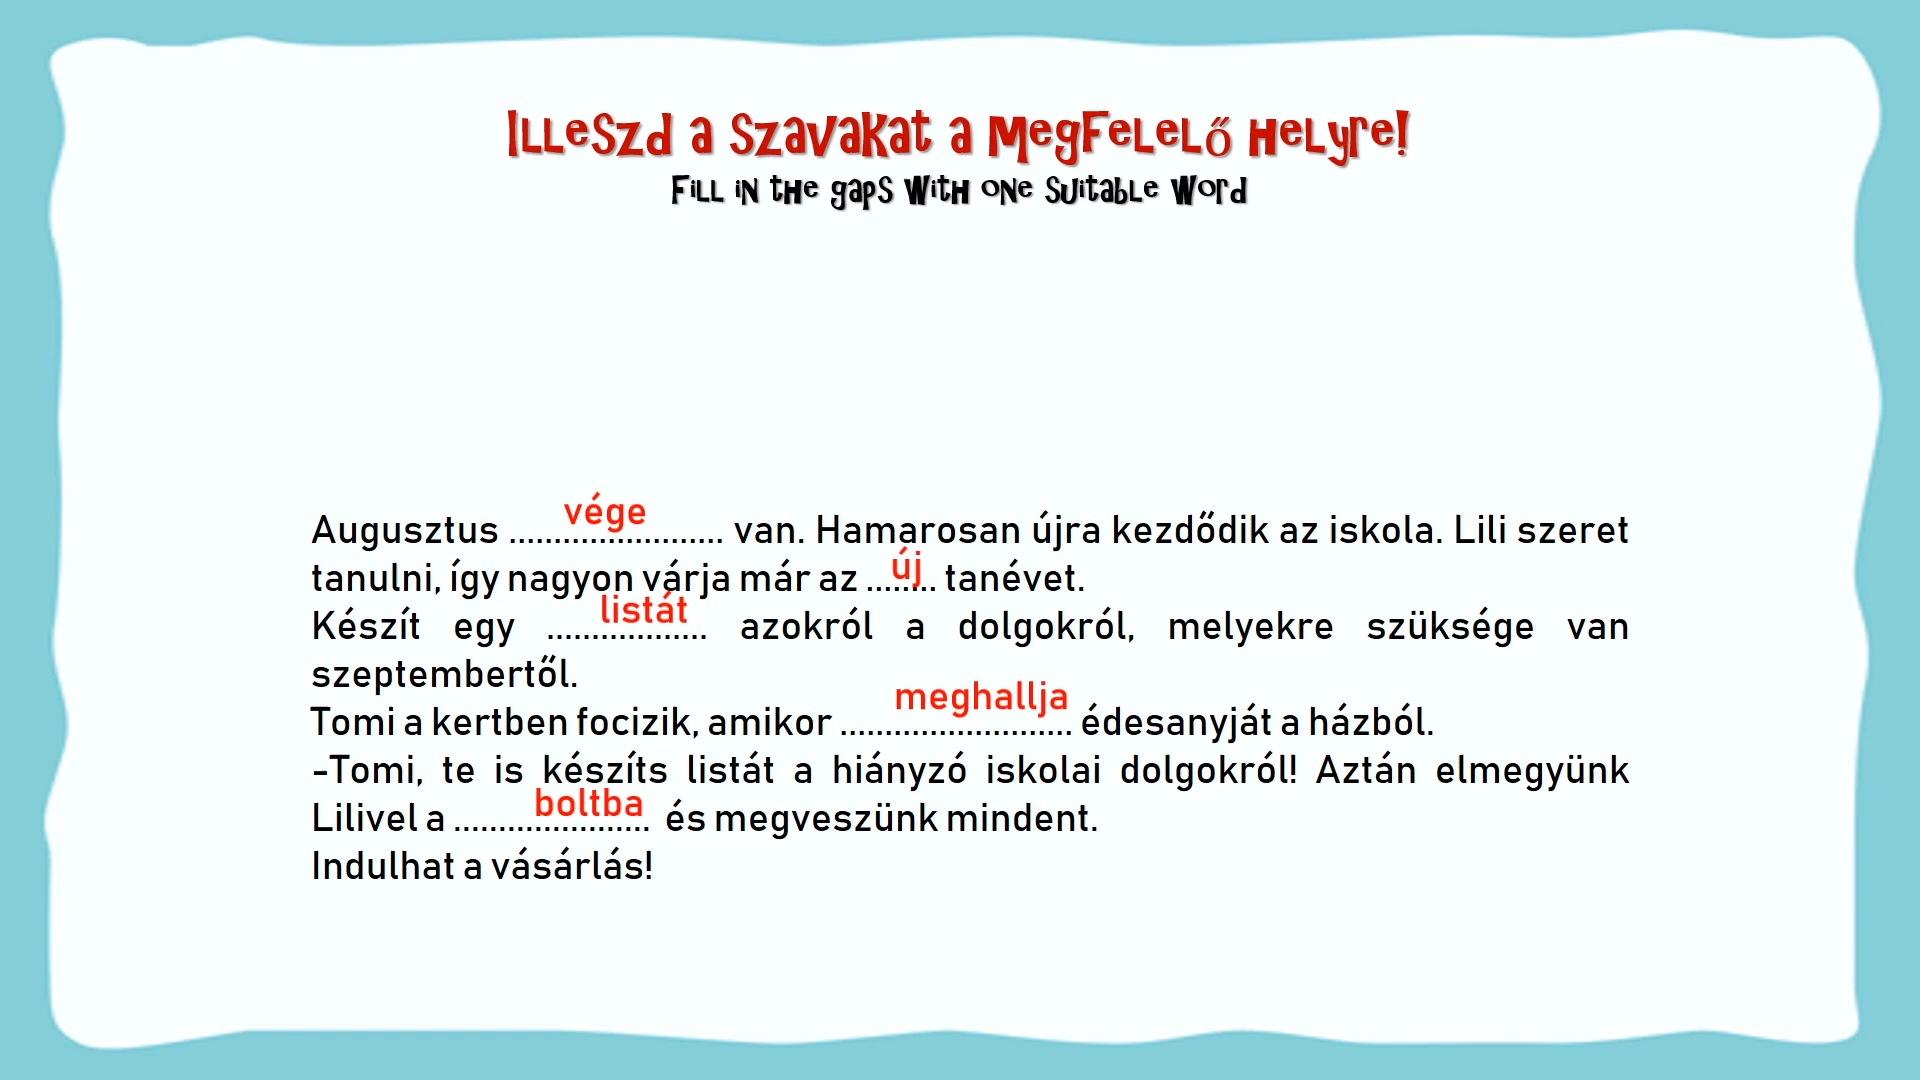 Illeszd a szavakat a megfelelő helyre!
Fill in the gaps with one suitable word
Augusztus ........vége........ van. Hamarosan újra kezdődik az iskola. Lili szeret
tanulni, így nagyon várja már az ...új... tanévet.
Készít egy ......listát...... azokról a dolgokról, melyekre szüksége van
szeptembertől.
Tomi a kertben focizik, amikor ........meghallja........ édesanyját a házból.
-Tomi, te is készíts listát a hiányzó iskolai dolgokról! Aztán elmegyünk
Lilivel a ........boltba........ és megveszünk mindent.
Indulhat a vásárlás!